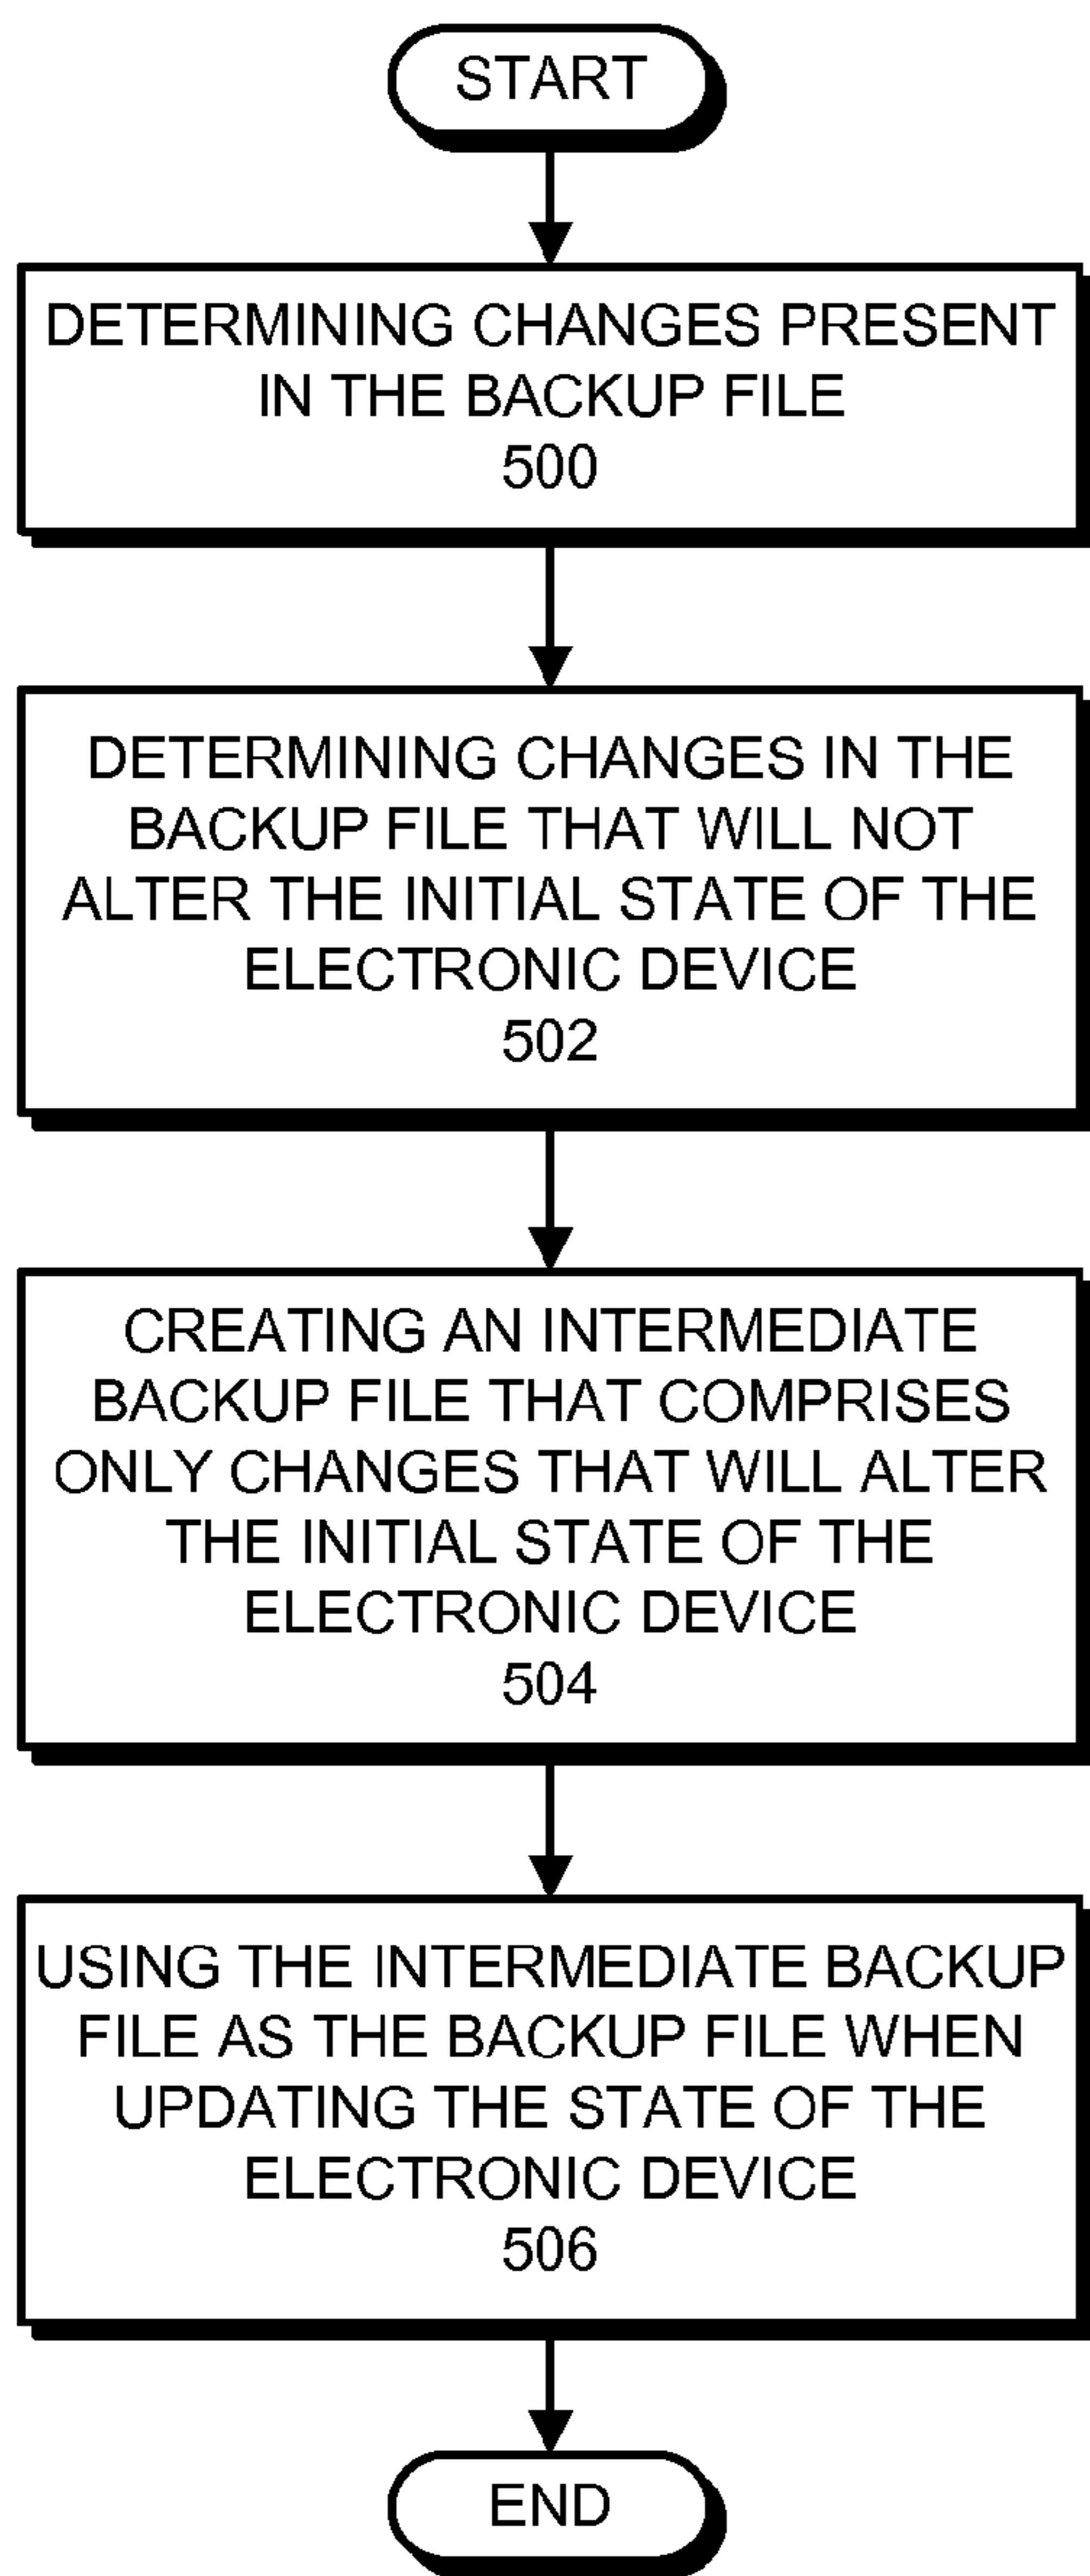 START
DETERMINING CHANGES PRESENT
IN THE BACKUP FILE
500
DETERMINING CHANGES IN THE
BACKUP FILE THAT WILL NOT
ALTER THE INITIAL STATE OF THE
ELECTRONIC DEVICE
502
CREATING AN INTERMEDIATE
BACKUP FILE THAT COMPRISES
ONLY CHANGES THAT WILL ALTER
THE INITIAL STATE OF THE
ELECTRONIC DEVICE
504
USING THE INTERMEDIATE BACKUP
FILE AS THE BACKUP FILE WHEN
UPDATING THE STATE OF THE
ELECTRONIC DEVICE
506
END